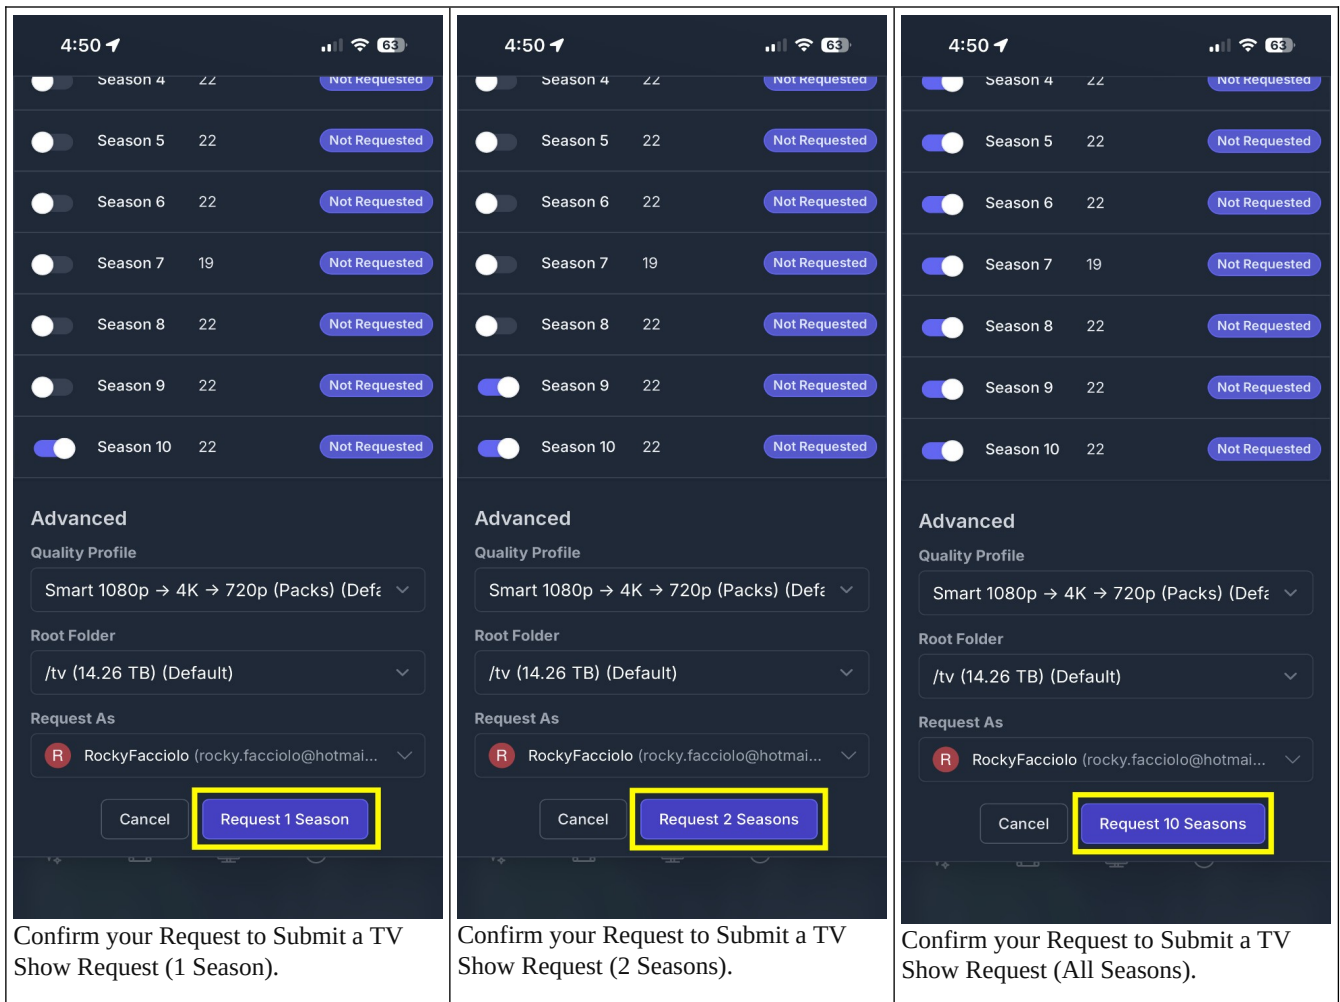 4:50
63
Season 4 22 Not Requested
Season 5 22 Not Requested
Season 6 22 Not Requested
Season 7 19 Not Requested
Season 8 22 Not Requested
Season 9 22 Not Requested
Season 10 22 Not Requested
Advanced
Quality Profile
Smart 1080p → 4K → 720p (Packs) (Defa
Root Folder
/tv (14.26 TB) (Default)
Request As
R RockyFacciolo (rocky.facciolo@hotmai...
Cancel Request 1 Season
Confirm your Request to Submit a TV
Show Request (1 Season).
4:50
63
Season 4 22 Not Requested
Season 5 22 Not Requested
Season 6 22 Not Requested
Season 7 19 Not Requested
Season 8 22 Not Requested
Season 9 22 Not Requested
Season 10 22 Not Requested
Advanced
Quality Profile
Smart 1080p → 4K → 720p (Packs) (Defa
Root Folder
/tv (14.26 TB) (Default)
Request As
R RockyFacciolo (rocky.facciolo@hotmai...
Cancel Request 2 Seasons
Confirm your Request to Submit a TV
Show Request (2 Seasons).
4:50
63
Season 4 22 Not Requested
Season 5 22 Not Requested
Season 6 22 Not Requested
Season 7 19 Not Requested
Season 8 22 Not Requested
Season 9 22 Not Requested
Season 10 22 Not Requested
Advanced
Quality Profile
Smart 1080p → 4K → 720p (Packs) (Defa
Root Folder
/tv (14.26 TB) (Default)
Request As
R RockyFacciolo (rocky.facciolo@hotmai...
Cancel Request 10 Seasons
Confirm your Request to Submit a TV
Show Request (All Seasons).